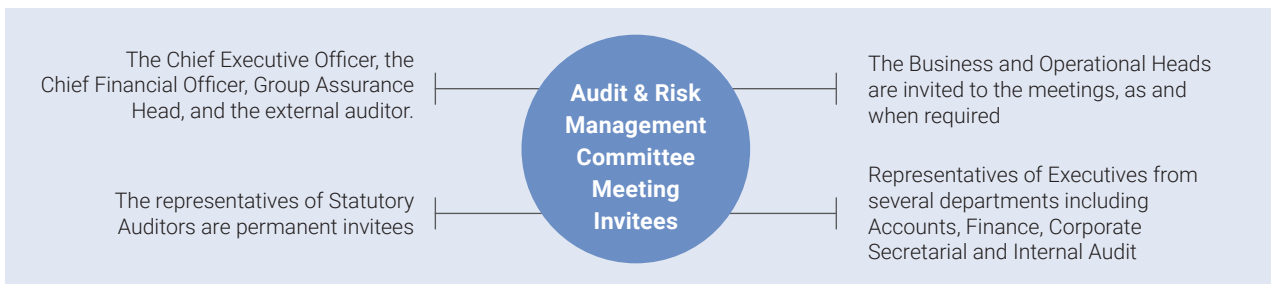 The Chief Executive Officer, the
Chief Financial Officer, Group Assurance
Head, and the external auditor.
The representatives of Statutory
Auditors are permanent invitees
Audit & Risk
Management
Committee
Meeting
Invitees
The Business and Operational Heads
are invited to the meetings, as and
when required
Representatives of Executives from
several departments including
Accounts, Finance, Corporate
Secretarial and Internal Audit